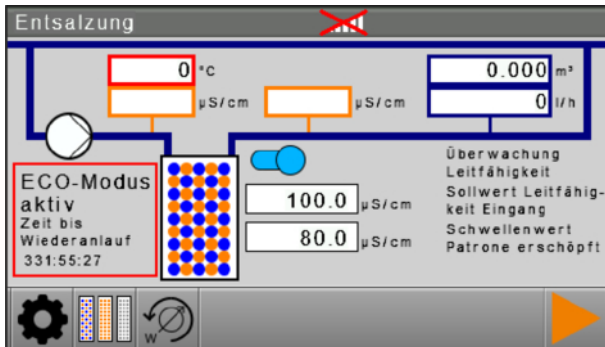 Entsalzung
0 °C
0.000 m³
µS/cm
µS/cm
0 l/h
ECO-Modus
aktiv
Zeit bis
Wiederanlauf
331:55:27
100.0 µS/cm
80.0 µS/cm
Überwachung
Leitfähigkeit
Sollwert Leitfähig-
keit Eingang
Schwellenwert
Patrone erschöpft
W